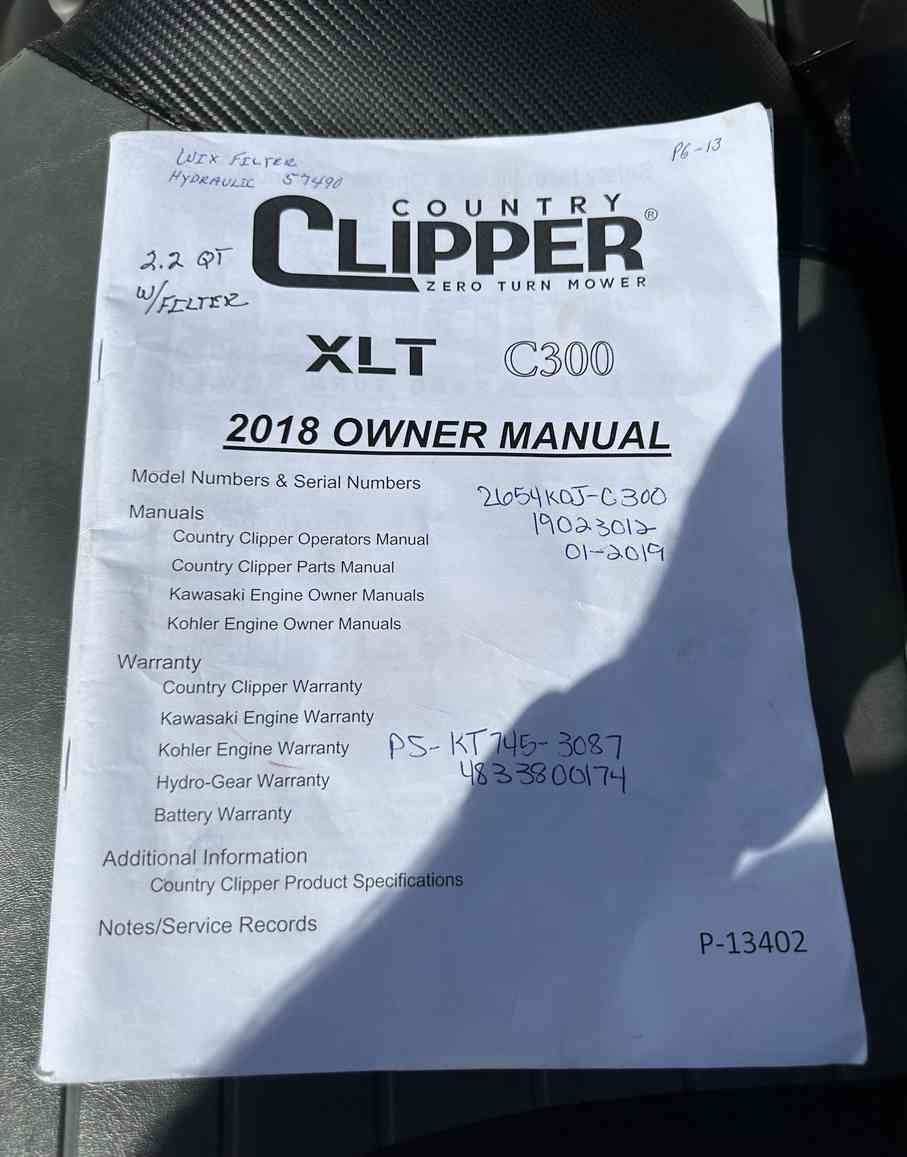 WIX FILTER
HYDRAULIC 57490
PG-13
2.2 QT
W/FILTER
COUNTRY
CLIPPER®
ZERO TURN MOWER
XLT C300
2018 OWNER MANUAL
Model Numbers & Serial Numbers
2654KOJ-C300
Manuals
19023012
Country Clipper Operators Manual
01-2019
Country Clipper Parts Manual
Kawasaki Engine Owner Manuals
Kohler Engine Owner Manuals
Warranty
Country Clipper Warranty
Kawasaki Engine Warranty
Kohler Engine Warranty PS-KT745-3087
Hydro-Gear Warranty 4833800174
Battery Warranty
Additional Information
Country Clipper Product Specifications
Notes/Service Records
P-13402